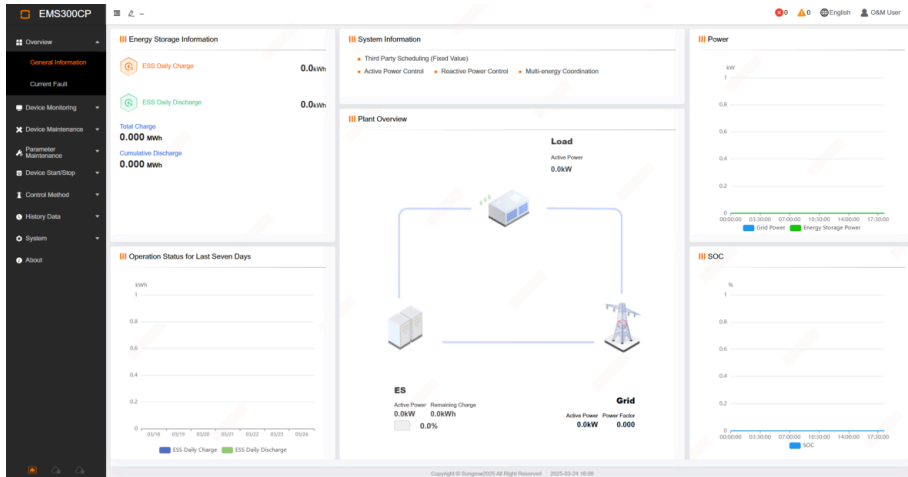 EMS300CP
0
0
English
O&M User
Overview
General Information
Current Fault
Device Monitoring
Device Maintenance
Parameter
Maintenance
Device Start/Stop
Control Method
History Data
System
About
Energy Storage Information
ESS Daily Charge
0.0kWh
ESS Daily Discharge
0.0kWh
Total Charge
0.000 MWh
Cumulative Discharge
0.000 MWh
System Information
Third Party Scheduling (Fixed Value)
Active Power Control Reactive Power Control Multi-energy Coordination
Plant Overview
Load
Active Power
0.0kW
ES
Active Power Remaining Charge
0.0kW 0.0kWh
0.0%
Grid
Active Power Power Factor
0.0kW 0.000
Power
kW
1
0.8
0.6
0.4
0.2
0
00:00:00 03:30:00 07:00:00 10:30:00 14:00:00 17:30:00
Grid Power Energy Storage Power
Operation Status for Last Seven Days
kWh
1
0.8
0.6
0.4
0.2
0
03/18 03/19 03/20 03/21 03/22 03/23 03/24
ESS Daily Charge ESS Daily Discharge
SOC
%
1
0.8
0.6
0.4
0.2
0
00:00:00 03:30:00 07:00:00 10:30:00 14:00:00 17:30:00
SOC
Copyright © Sungrow2025 All Right Reserved 2025-03-24 18:08